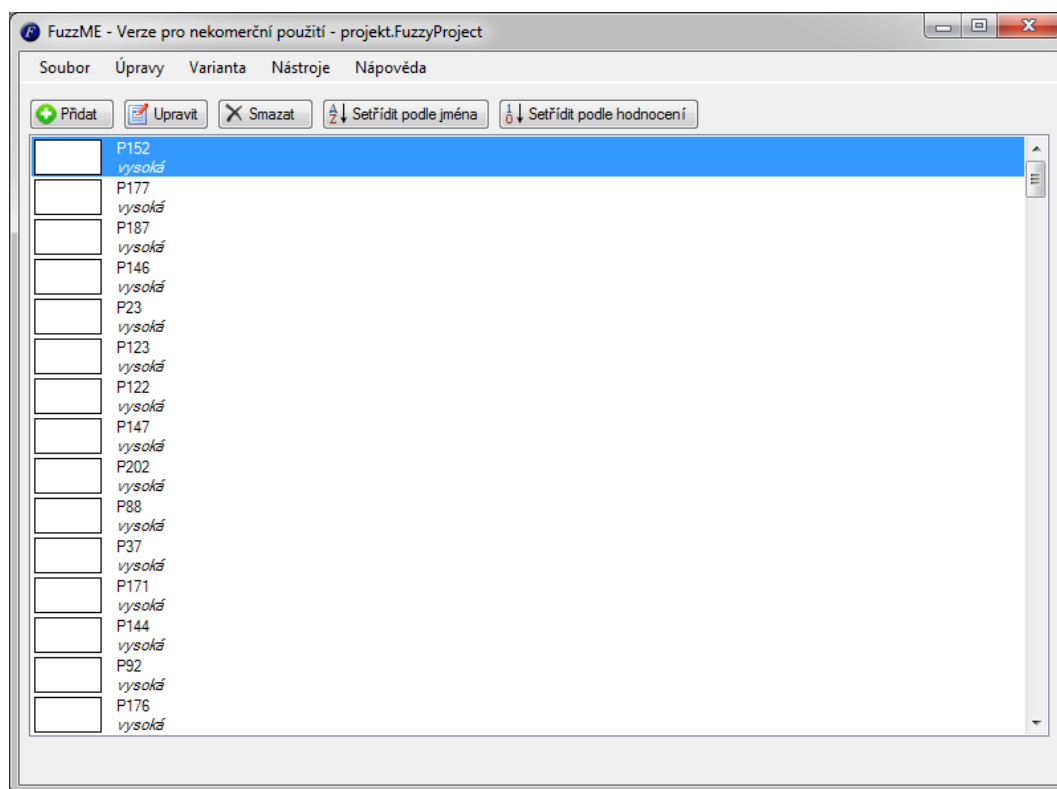 FuzzME - Verze pro nekomerční použití - projekt.FuzzyProject
Soubor Úpravy Varianta Nástroje Nápověda
Přidat Upravit Smazat Setřídit podle jména Setřídit podle hodnocení
P152
vysoká
P177
vysoká
P187
vysoká
P146
vysoká
P23
vysoká
P123
vysoká
P122
vysoká
P147
vysoká
P202
vysoká
P88
vysoká
P37
vysoká
P171
vysoká
P144
vysoká
P92
vysoká
P176
vysoká